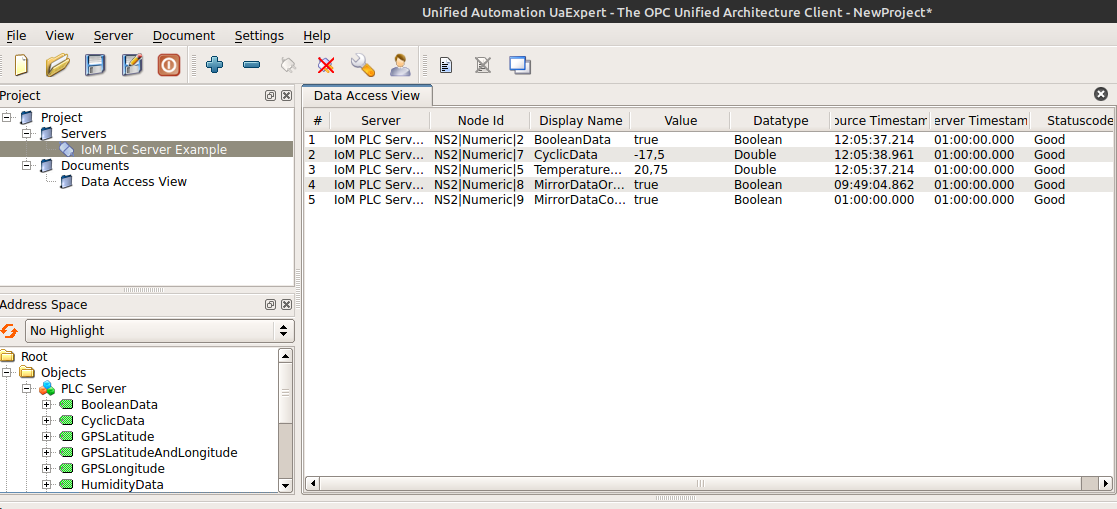 Unified Automation UaExpert - The OPC Unified Architecture Client - NewProject*
File View Server Document Settings Help
Project
Project
Servers
IoM PLC Server Example
Documents
Data Access View
Address Space
No Highlight
Root
Objects
PLC Server
BooleanData
CyclicData
GPSLatitude
GPSLatitudeAndLongitude
GPSLongitude
HumidityData
Data Access View
# Server Node Id Display Name Value Datatype ource Timestam erver Timestam Statuscode
1 IoM PLC Serv... NS2|Numeric|2 BooleanData true Boolean 12:05:37.214 01:00:00.000 Good
2 IoM PLC Serv... NS2|Numeric|7 CyclicData -17,5 Double 12:05:38.961 01:00:00.000 Good
3 IoM PLC Serv... NS2|Numeric|5 Temperature... 20,75 Double 12:05:37.214 01:00:00.000 Good
4 IoM PLC Serv... NS2|Numeric|8 MirrorDataOr... true Boolean 09:49:04.862 01:00:00.000 Good
5 IoM PLC Serv... NS2|Numeric|9 MirrorDataCo... true Boolean 01:00:00.000 01:00:00.000 Good